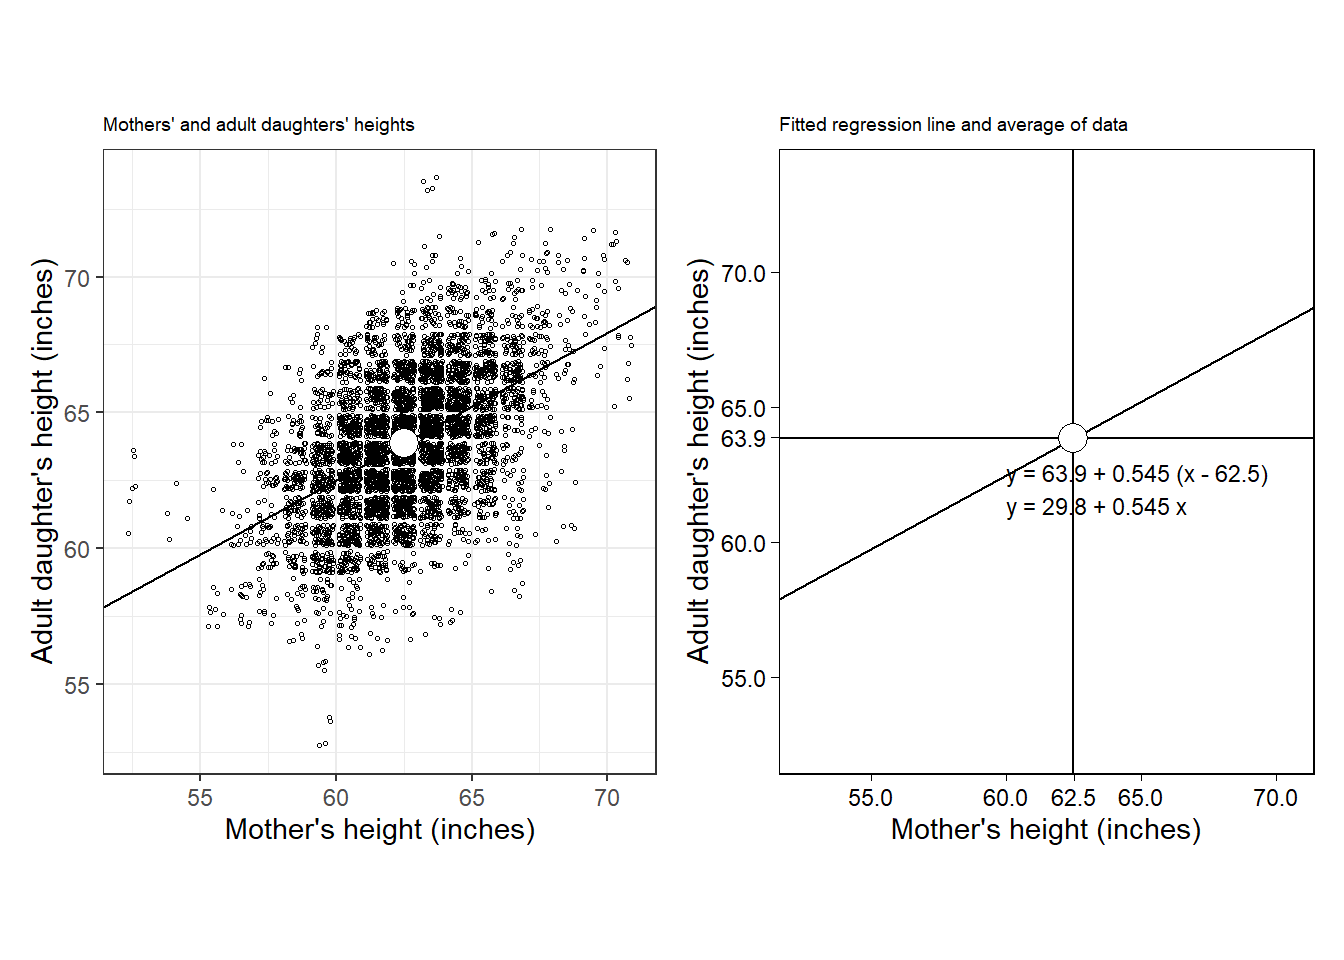 Mothers' and adult daughters' heights
Adult daughter's height (inches)
70
65
60
55
55 60 65 70
Mother's height (inches)
Fitted regression line and average of data
Adult daughter's height (inches)
70.0
65.0
63.9
60.0
55.0
y = 63.9 + 0.545 (x - 62.5)
y = 29.8 + 0.545 x
55.0 60.0 62.5 65.0 70.0
Mother's height (inches)